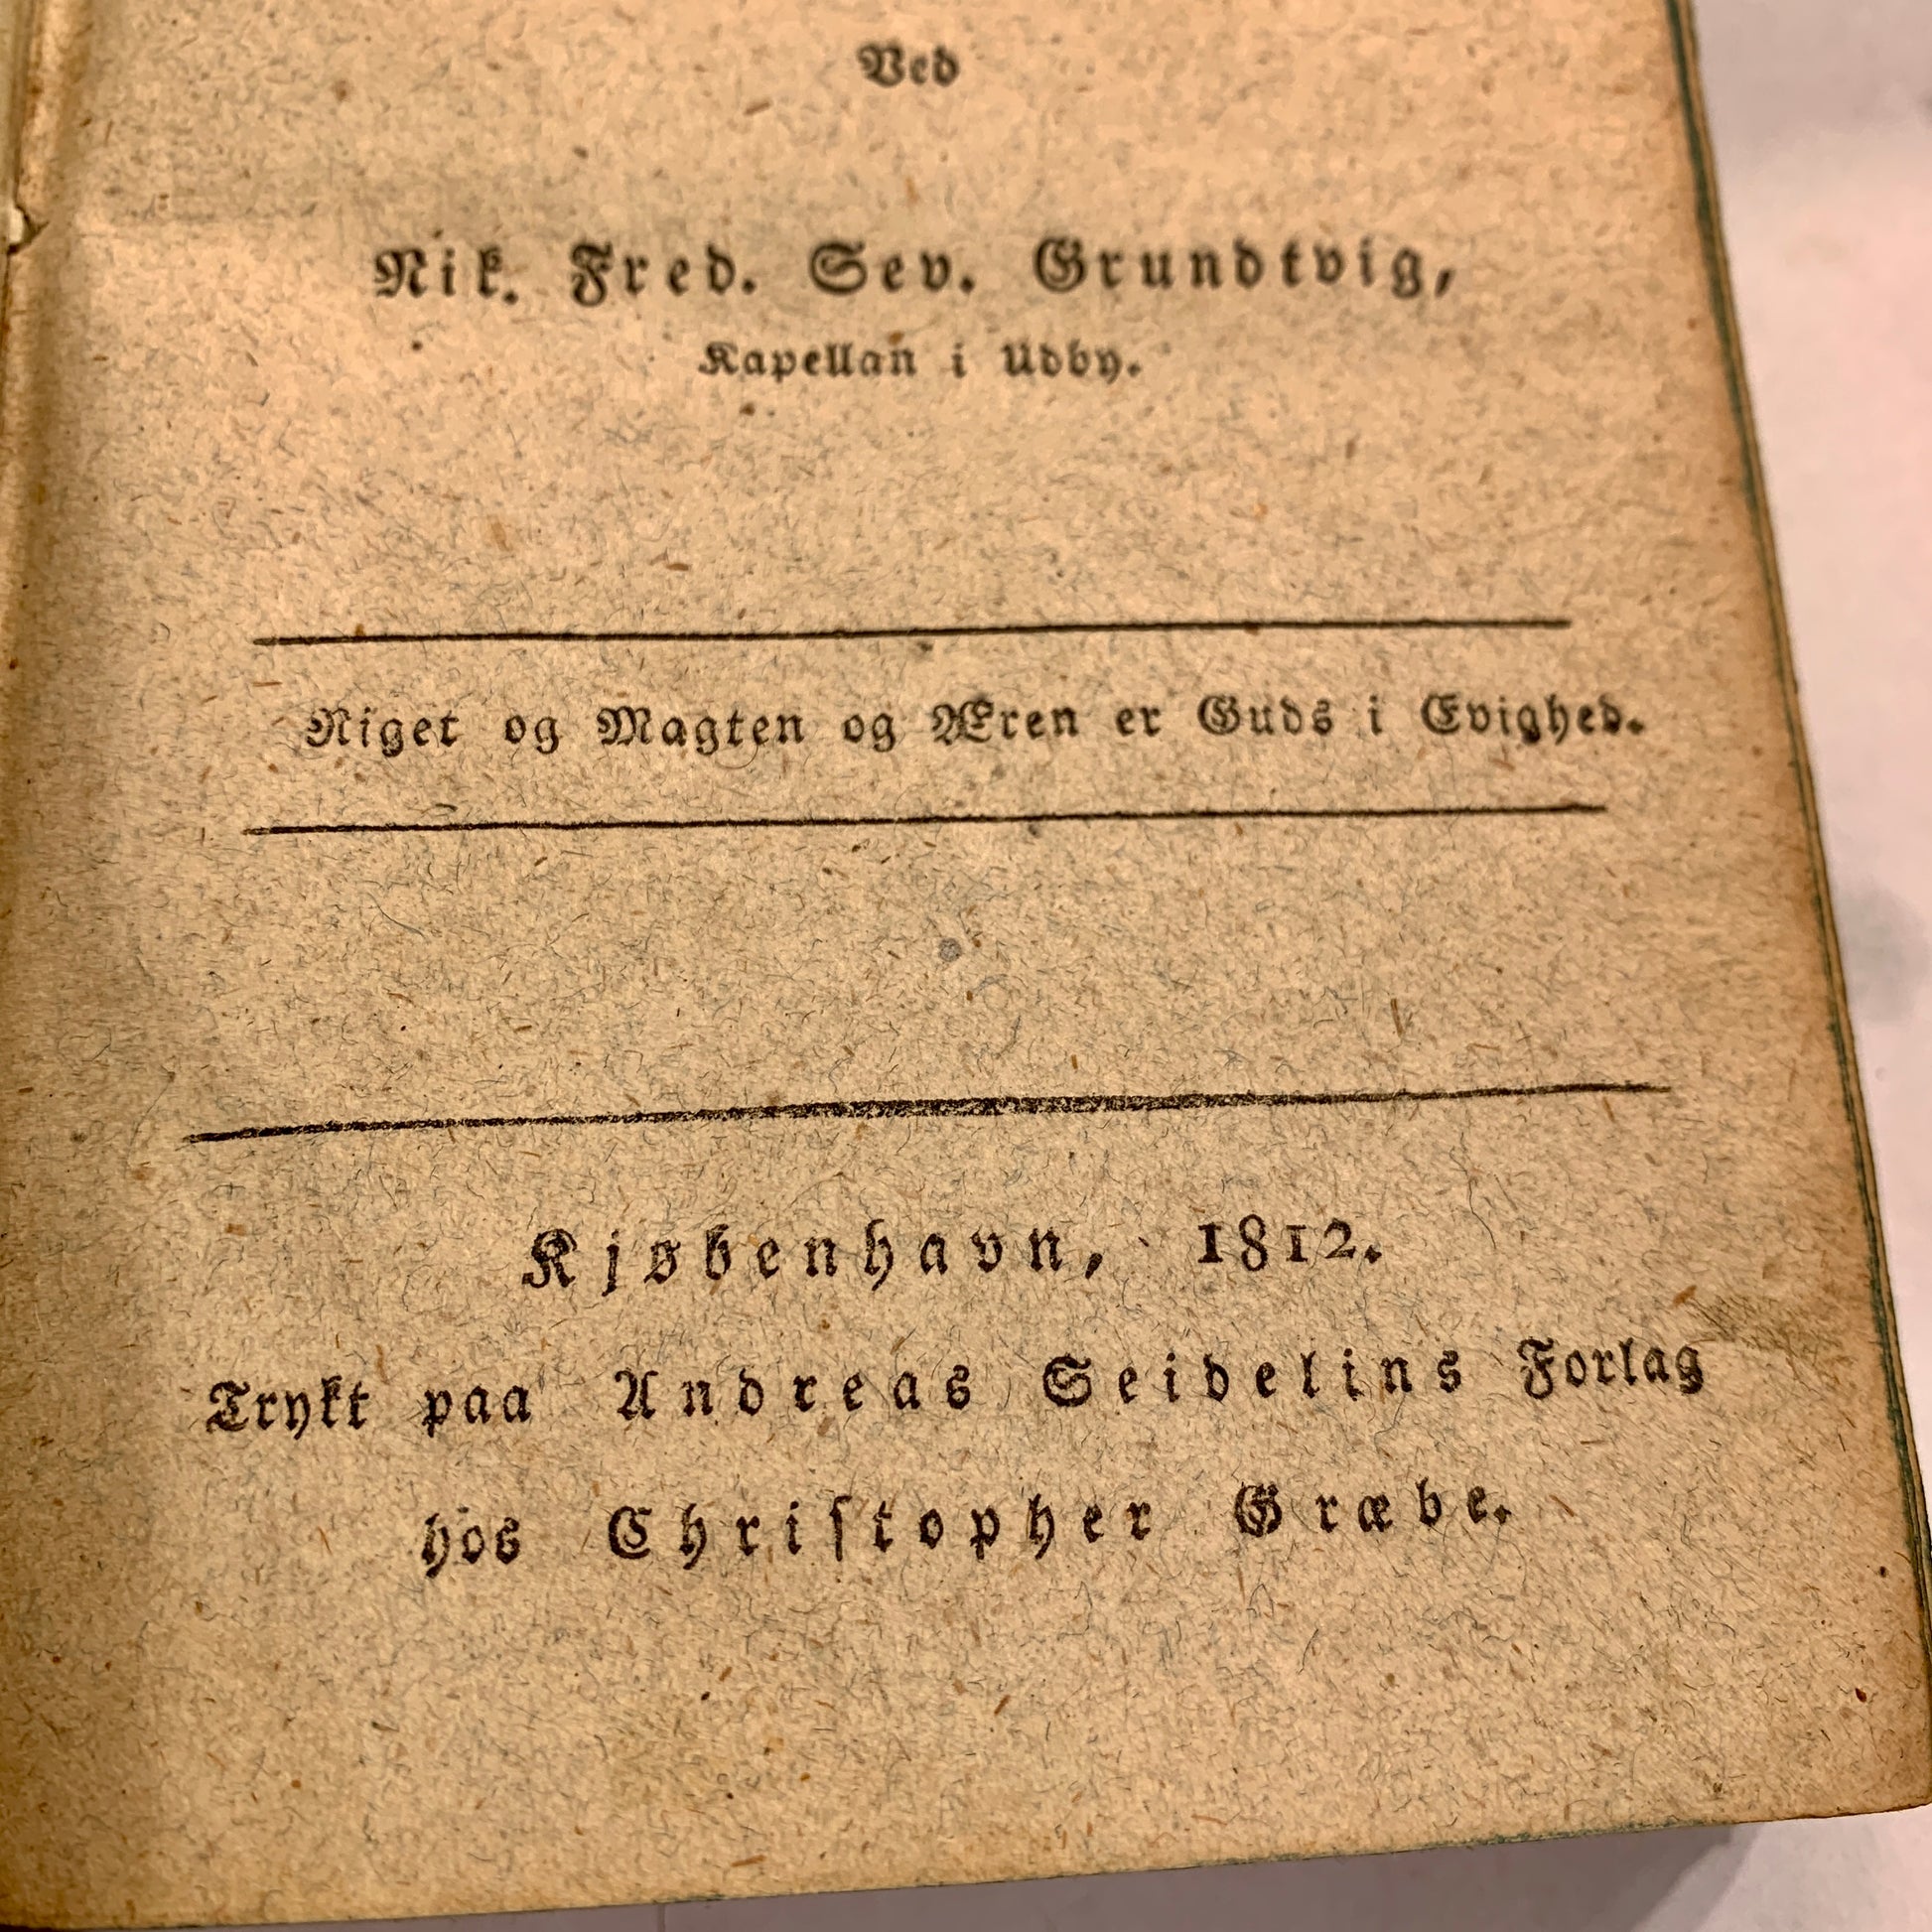 Ved
Nik. Fred. Sev. Grundtvig,
Kapellan i Udby.
Riget og Magten og Æren er Guds i Evighed.
Kjøbenhavn, 1812.
Trykt paa Andreas Seidelins Forlag
hos Chriſtopher Græbe.